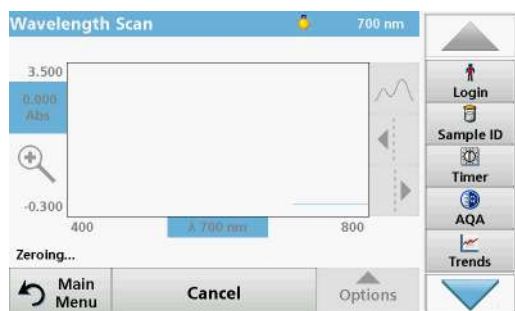 Wavelength Scan
700 nm
3.500
0.000
Abs
-0.300
400
λ 700 nm
800
Zeroing...
Main
Menu
Cancel
Options
Login
Sample ID
Timer
AQA
Trends